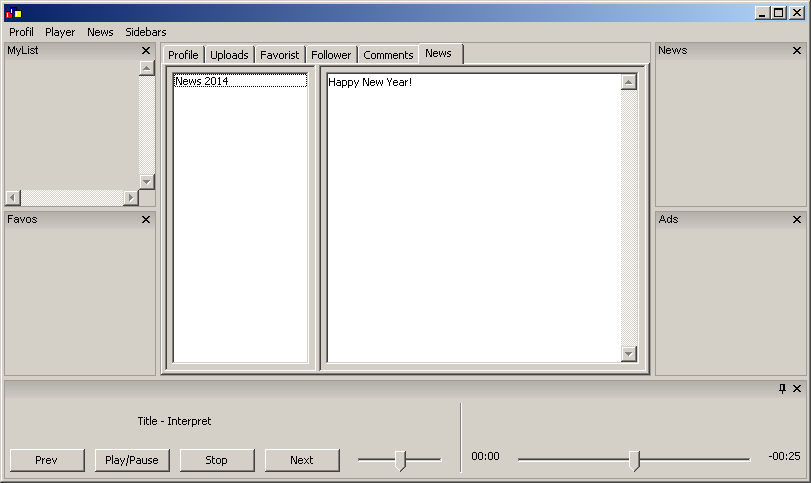 Profil Player News Sidebars
MyList
Profile Uploads Favorist Follower Comments News
News
News 2014
Happy New Year!
Favos
Ads
Title - Interpret
Prev Play/Pause Stop Next 00:00 -00:25